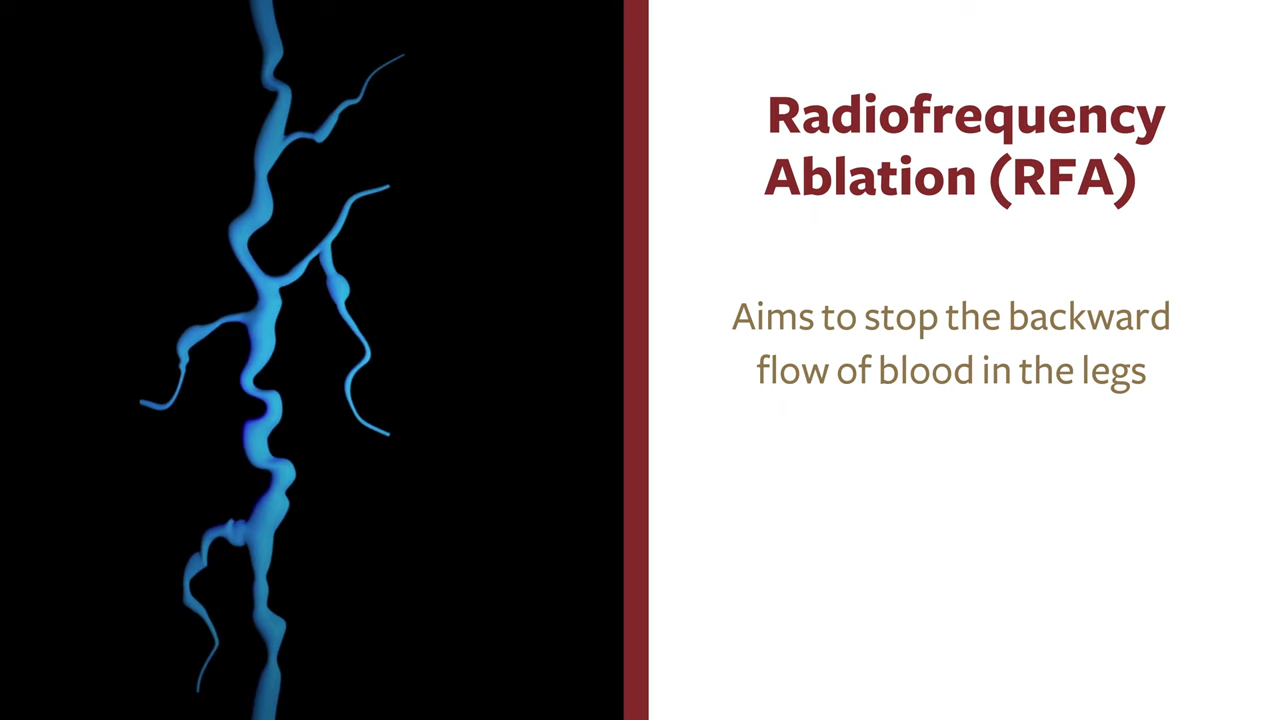 Radiofrequency
Ablation (RFA)
Aims to stop the backward
flow of blood in the legs